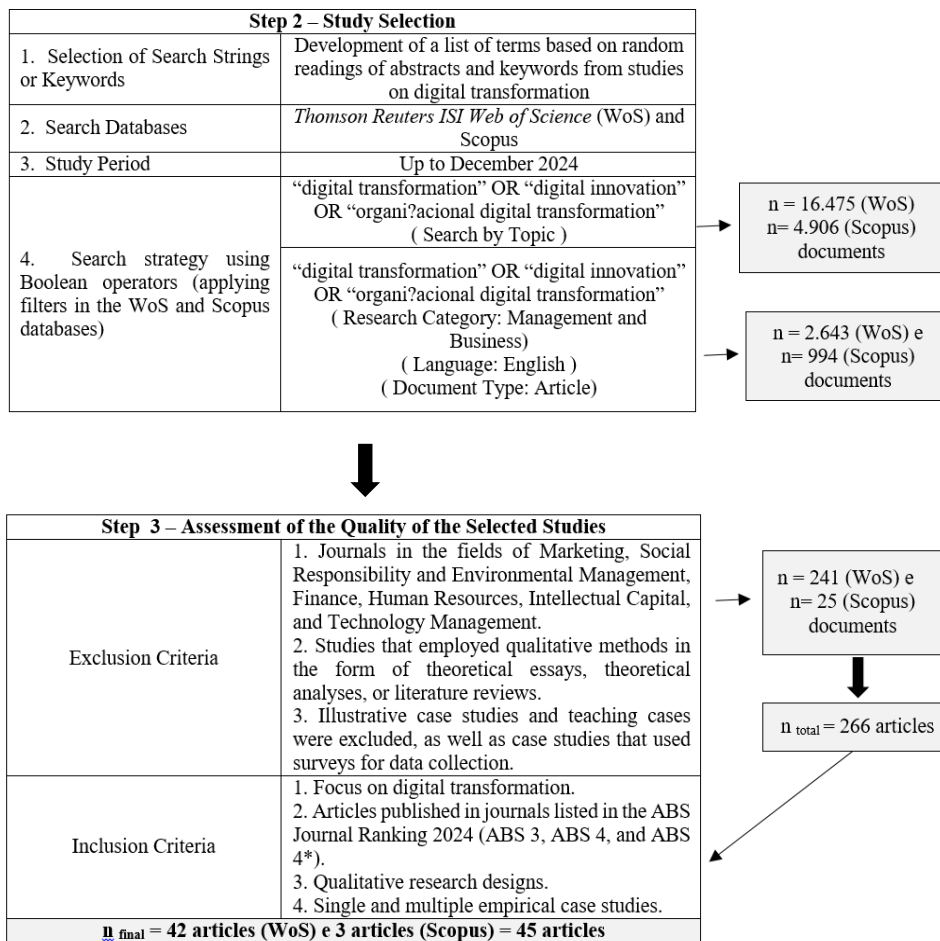 Step 2 – Study Selection
1. Selection of Search Strings
or Keywords
Development of a list of terms based on random
readings of abstracts and keywords from studies
on digital transformation
2. Search Databases
Thomson Reuters ISI Web of Science (WoS) and
Scopus
3. Study Period
Up to December 2024
4. Search strategy using
Boolean operators (applying
filters in the WoS and Scopus
databases)
“digital transformation” OR “digital innovation”
OR “organi?acional digital transformation”
( Search by Topic )
n = 16.475 (WoS)
n= 4.906 (Scopus)
documents
“digital transformation” OR “digital innovation”
OR “organi?acional digital transformation”
( Research Category: Management and
Business)
( Language: English )
( Document Type: Article)
n = 2.643 (WoS) e
n= 994 (Scopus)
documents
Step 3 – Assessment of the Quality of the Selected Studies
Exclusion Criteria
1. Journals in the fields of Marketing, Social
Responsibility and Environmental Management,
Finance, Human Resources, Intellectual Capital,
and Technology Management.
2. Studies that employed qualitative methods in
the form of theoretical essays, theoretical
analyses, or literature reviews.
3. Illustrative case studies and teaching cases
were excluded, as well as case studies that used
surveys for data collection.
n = 241 (WoS) e
n= 25 (Scopus)
documents
n total = 266 articles
Inclusion Criteria
1. Focus on digital transformation.
2. Articles published in journals listed in the ABS
Journal Ranking 2024 (ABS 3, ABS 4, and ABS
4*).
3. Qualitative research designs.
4. Single and multiple empirical case studies.
n final = 42 articles (WoS) e 3 articles (Scopus) = 45 articles